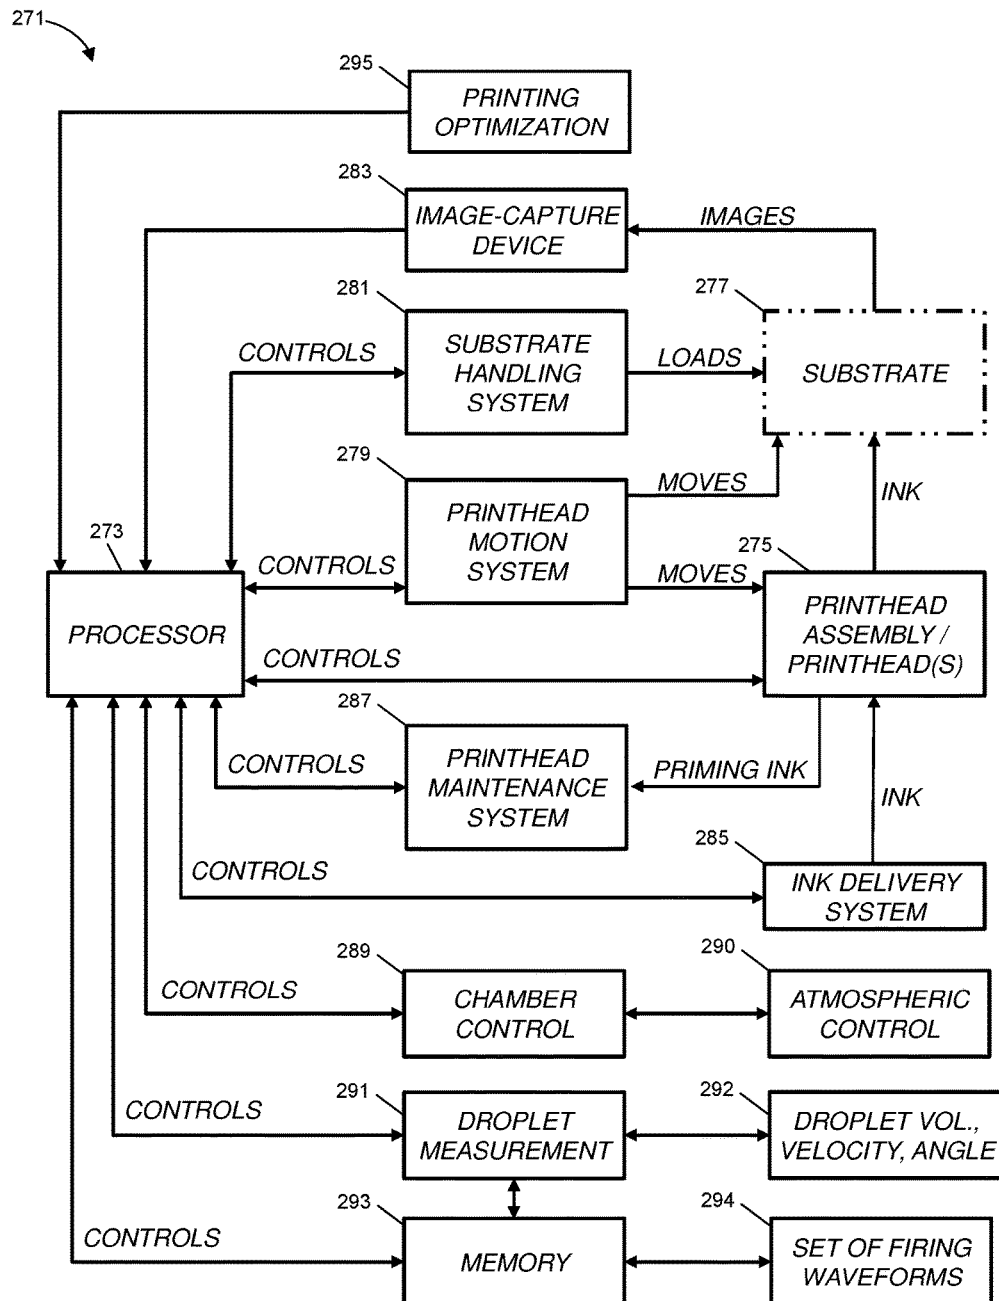 271
295
PRINTING
OPTIMIZATION
283
IMAGE-CAPTURE
DEVICE
IMAGES
281
277
CONTROLS
SUBSTRATE
HANDLING
SYSTEM
LOADS
SUBSTRATE
279
MOVES
INK
PRINTHEAD
MOTION
SYSTEM
273
275
CONTROLS
MOVES
PROCESSOR
PRINTHEAD
ASSEMBLY /
PRINTHEAD(S)
CONTROLS
287
CONTROLS
PRINTHEAD
MAINTENANCE
SYSTEM
PRIMING INK
INK
285
CONTROLS
INK DELIVERY
SYSTEM
289
290
CONTROLS
CHAMBER
CONTROL
ATMOSPHERIC
CONTROL
291
292
CONTROLS
DROPLET
MEASUREMENT
DROPLET VOL.,
VELOCITY, ANGLE
293
294
CONTROLS
MEMORY
SET OF FIRING
WAVEFORMS